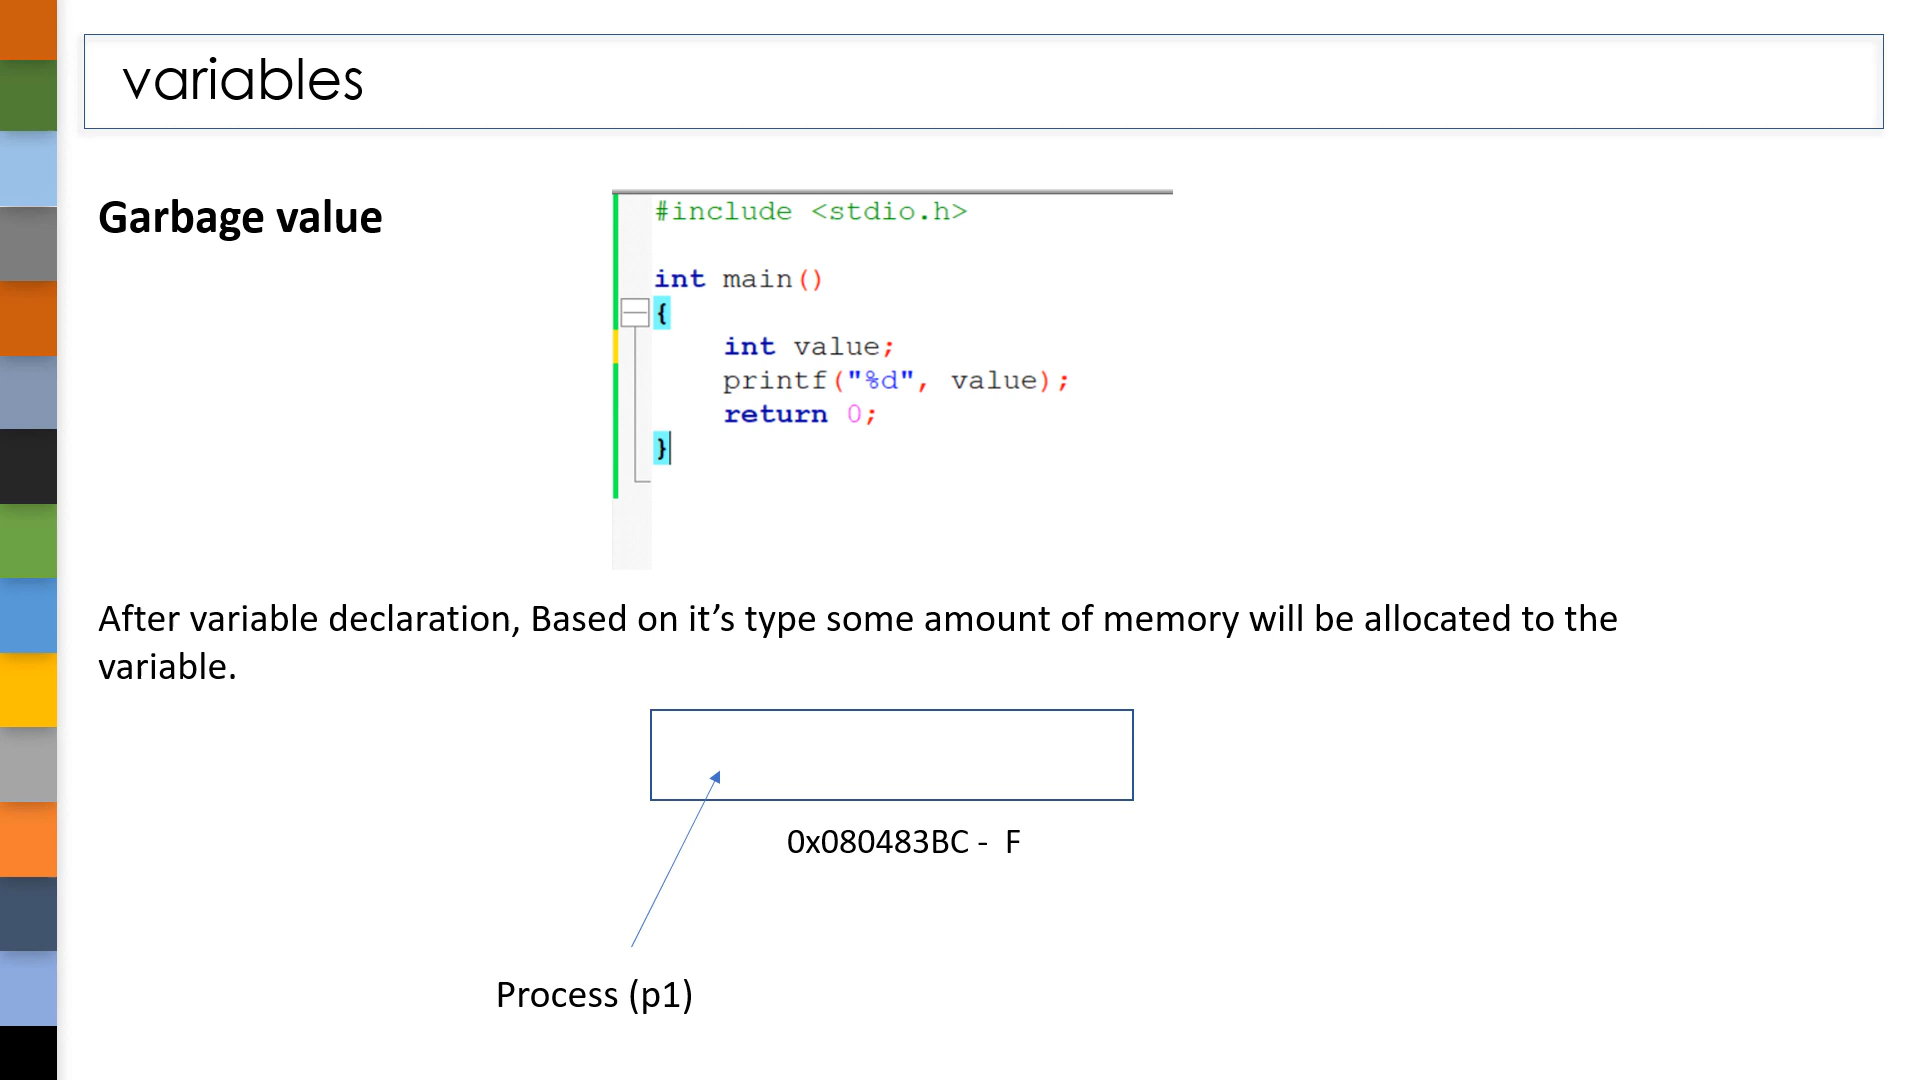 variables
Garbage value
#include <stdio.h>
int main()
{
int value;
printf("%d", value);
return 0;
}
After variable declaration, Based on it’s type some amount of memory will be allocated to the
variable.
0x080483BC - F
Process (p1)